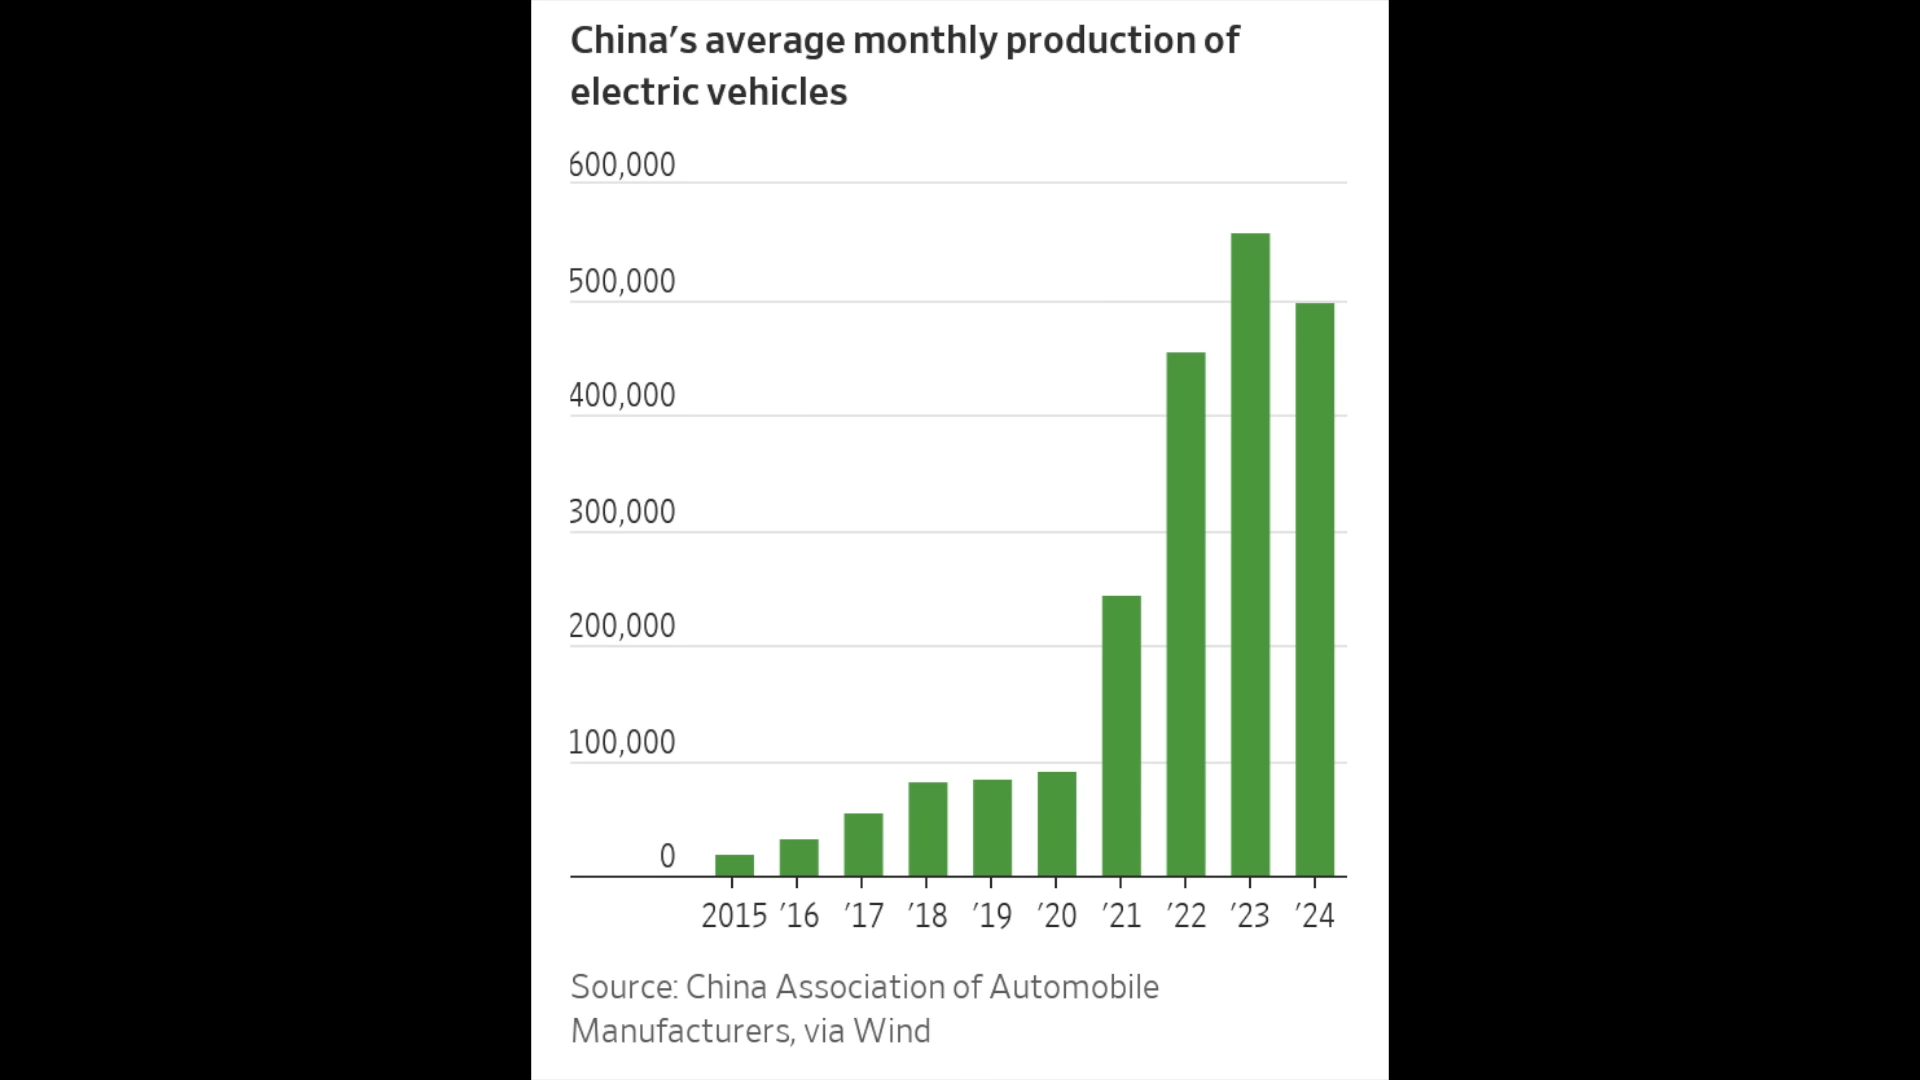 China’s average monthly production of
electric vehicles
600,000
500,000
400,000
300,000
200,000
100,000
0
2015 ’16 ’17 ’18 ’19 ’20 ’21 ’22 ’23 ’24
Source: China Association of Automobile
Manufacturers, via Wind